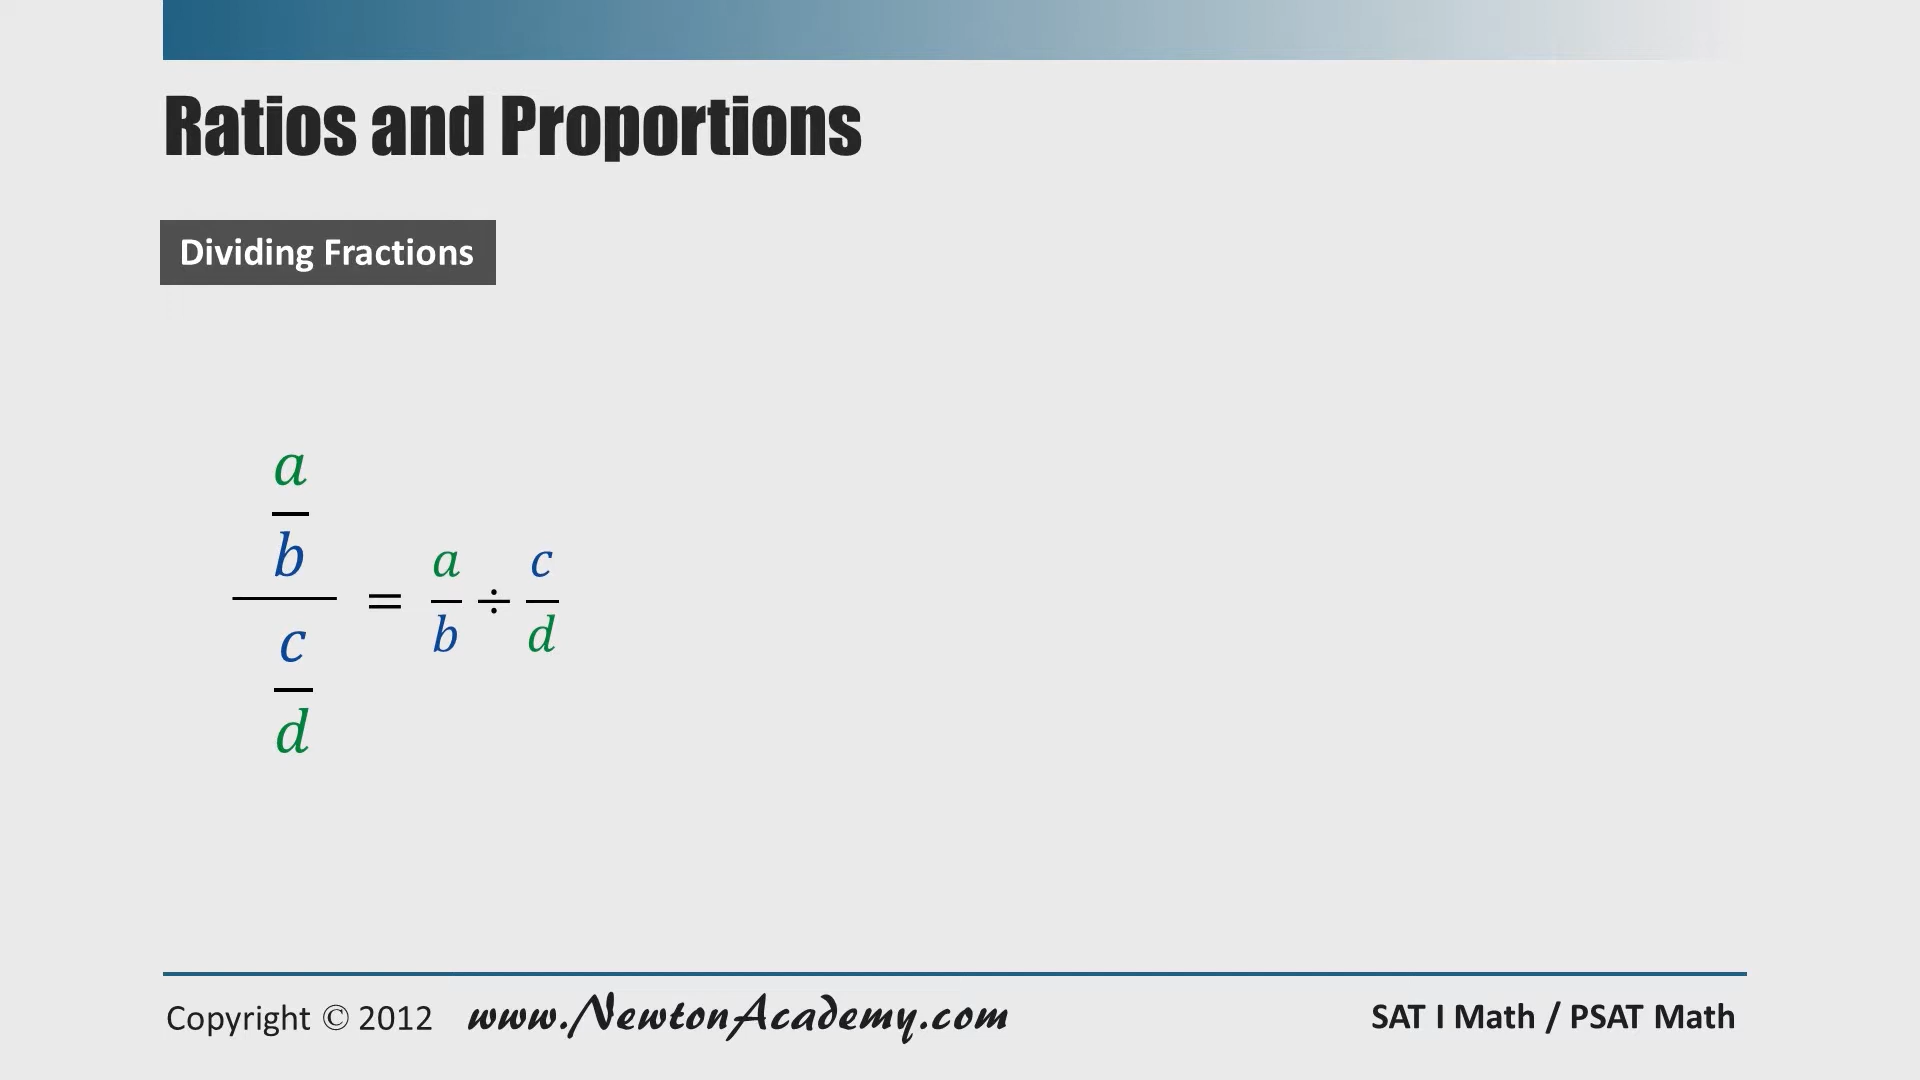 Ratios and Proportions
Dividing Fractions
a
b
c
d
= a/b ÷ c/d
Copyright © 2012 www.NewtonAcademy.com SAT I Math / PSAT Math